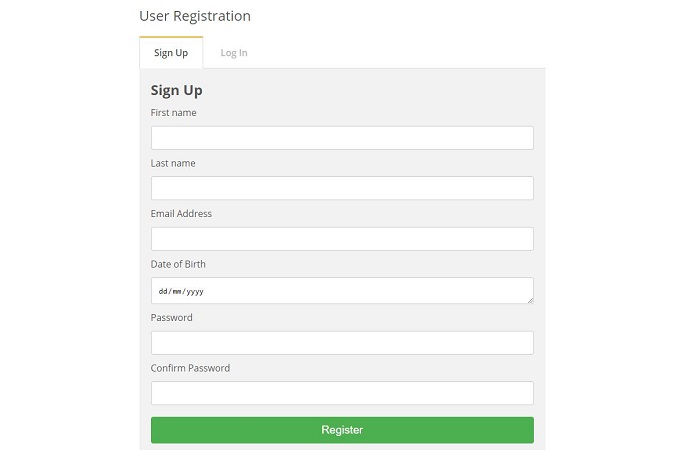 User Registration
Sign Up Log In
Sign Up
First name
Last name
Email Address
Date of Birth
dd/mm/yyyy
Password
Confirm Password
Register